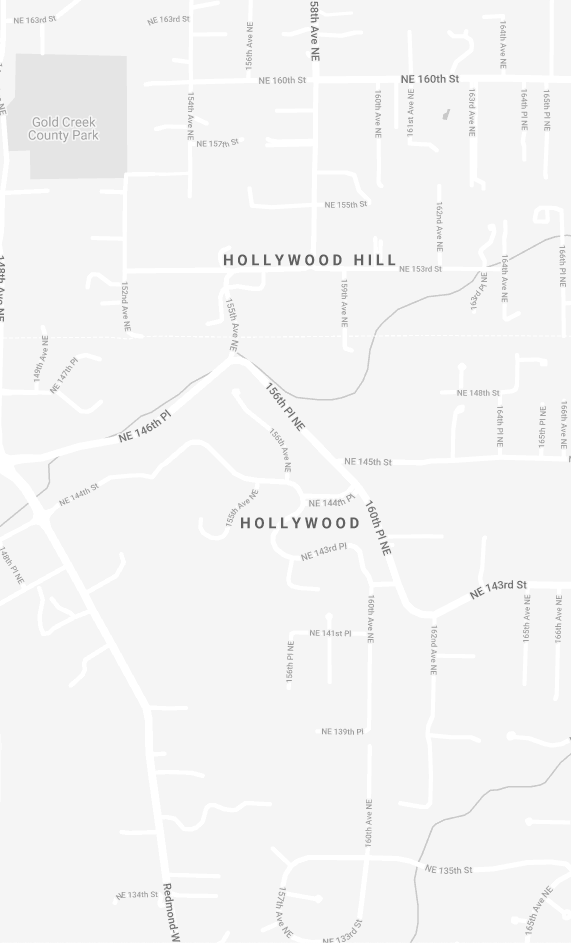 NE 163rd St
NE 163rd St
156th Ave NE
58th Ave NE
164th Ave NE
NE 160th St
NE 160th St
Gold Creek
County Park
154th Ave NE
NE 157th St
160th Ave NE
161st Ave NE
163rd Ave NE
164th Pl NE
165th Pl NE
NE 155th St
162nd Ave NE
HOLLYWOOD HILL
NE 153rd St
148th Ave NE
152nd Ave NE
155th Ave NE
159th Ave NE
163rd Pl NE
164th Ave NE
166th Pl NE
149th Ave NE
NE 147th Pl
NE 146th Pl
156th Pl NE
156th Ave NE
NE 148th St
164th Pl NE
165th Pl NE
166th Ave NE
NE 145th St
NE 144th St
155th Ave NE
NE 144th Pl
HOLLYWOOD
160th Pl NE
148th Pl NE
NE 143rd Pl
NE 143rd St
160th Ave NE
NE 141st Pl
156th Pl NE
162nd Ave NE
165th Ave NE
166th Ave NE
NE 139th Pl
160th Ave NE
NE 135th St
NE 134th St
Redmond-W
157th Ave NE
NE 133rd St
165th Ave NE